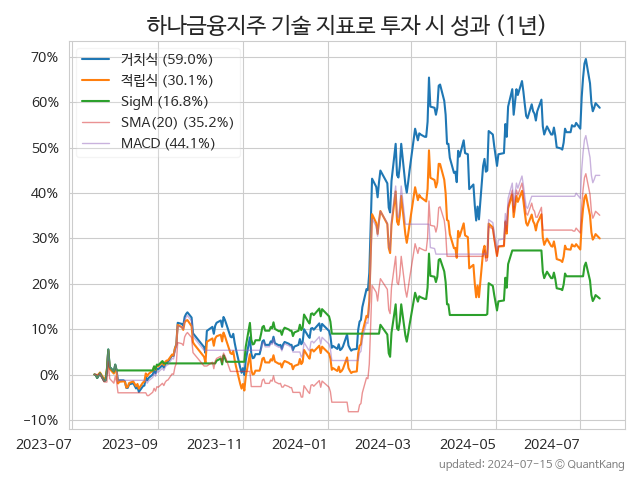 하나금융지주 기술 지표로 투자 시 성과 (1년)
거치식 (59.0%)
적립식 (30.1%)
SigM (16.8%)
SMA(20) (35.2%)
MACD (44.1%)
70%
60%
50%
40%
30%
20%
10%
0%
−10%
2023-07 2023-09 2023-11 2024-01 2024-03 2024-05 2024-07
updated: 2024-07-15 © QuantKang